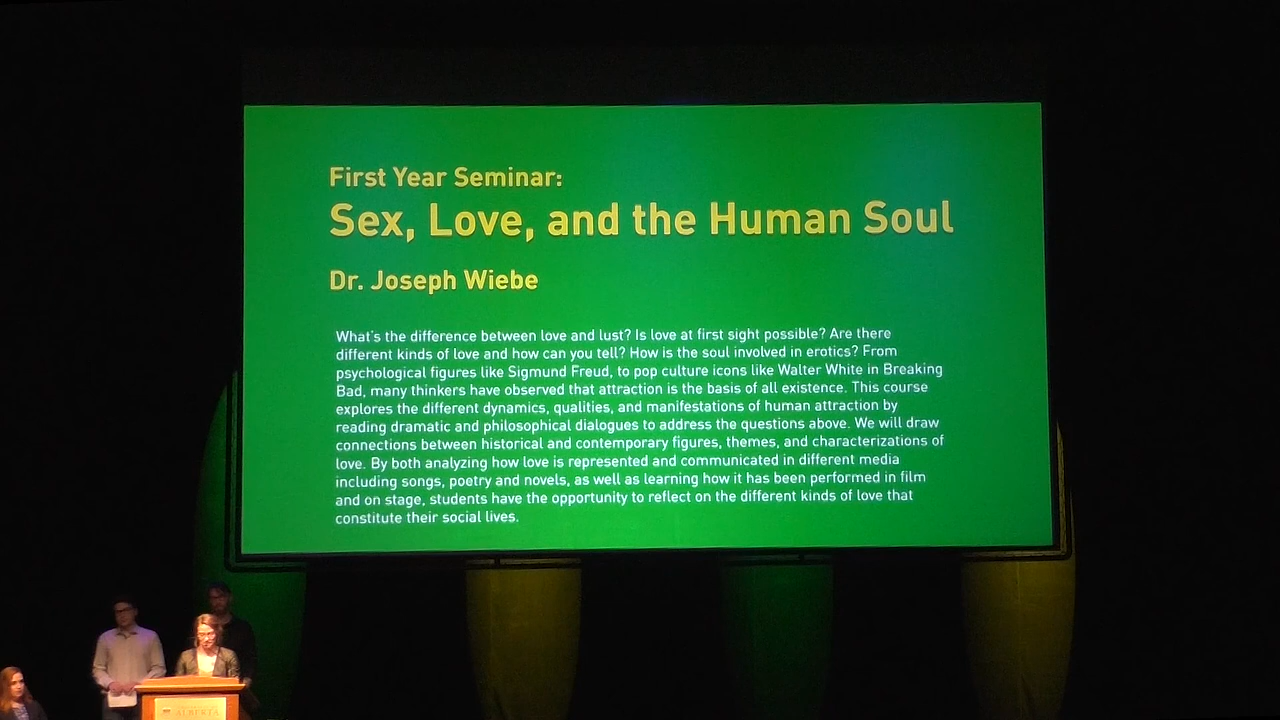 First Year Seminar:
Sex, Love, and the Human Soul
Dr. Joseph Wiebe
What's the difference between love and lust? Is love at first sight possible? Are there
different kinds of love and how can you tell? How is the soul involved in erotics? From
psychological figures like Sigmund Freud, to pop culture icons like Walter White in Breaking
Bad, many thinkers have observed that attraction is the basis of all existence. This course
explores the different dynamics, qualities, and manifestations of human attraction by
reading dramatic and philosophical dialogues to address the questions above. We will draw
connections between historical and contemporary figures, themes, and characterizations of
love. By both analyzing how love is represented and communicated in different media
including songs, poetry and novels, as well as learning how it has been performed in film
and on stage, students have the opportunity to reflect on the different kinds of love that
constitute their social lives.
ALBERTA